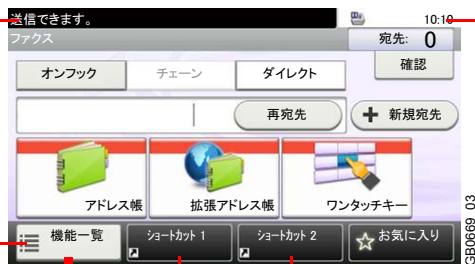 送信できます。 10:10
ファクス 宛先: 0
オンフック チェーン ダイレクト 確認
再宛先 新規宛先
アドレス帳 拡張アドレス帳 ワンタッチキー
機能一覧 ショートカット 1 ショートカット 2 お気に入り
GB0669 03